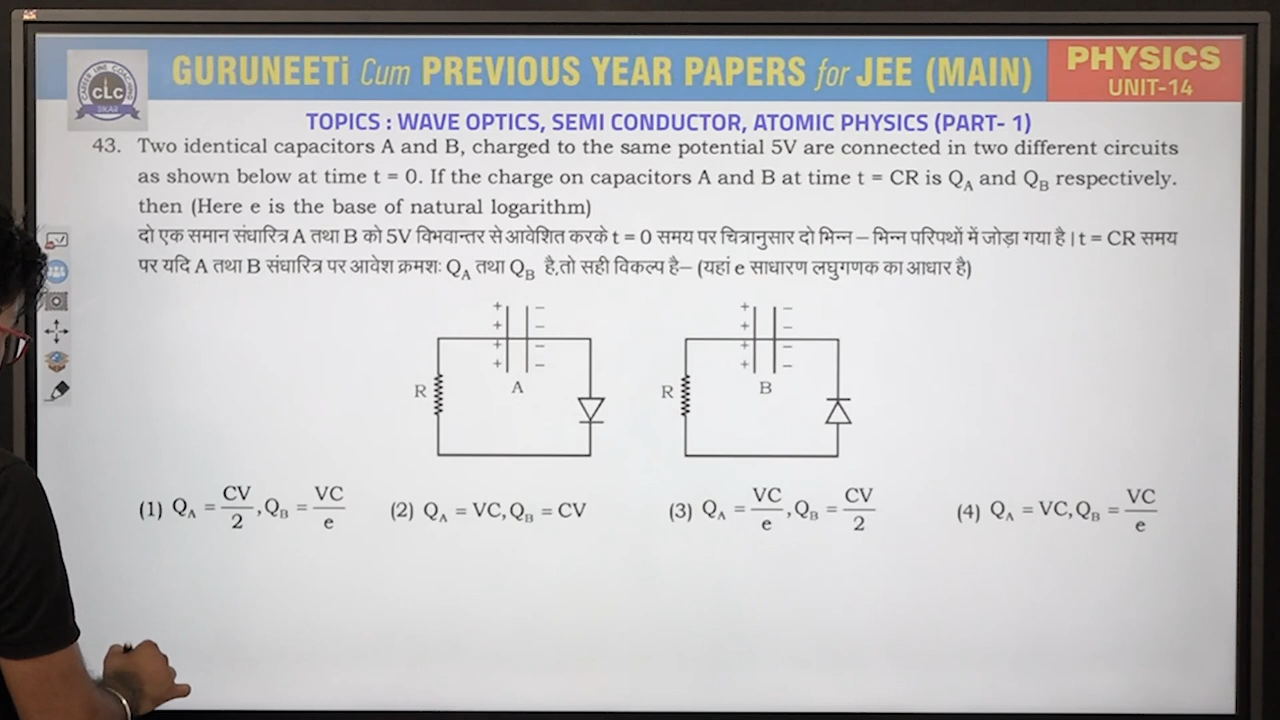 GURUNEETi Cum PREVIOUS YEAR PAPERS for JEE (MAIN)
PHYSICS
UNIT-14
CLC
SIKAR
TOPICS : WAVE OPTICS, SEMI CONDUCTOR, ATOMIC PHYSICS (PART- 1)
43. Two identical capacitors A and B, charged to the same potential 5V are connected in two different circuits
as shown below at time t = 0. If the charge on capacitors A and B at time t = CR is Q_A and Q_B respectively.
then (Here e is the base of natural logarithm)
दो एक समान संधारित्र A तथा B को 5V विभवान्तर से आवेशित करके t = 0 समय पर चित्रानुसार दो भिन्न – भिन्न परिपथों में जोड़ा गया है। t = CR समय
पर यदि A तथा B संधारित्र पर आवेश क्रमशः Q_A तथा Q_B है,तो सही विकल्प है– (यहां e साधारण लघुगणक का आधार है)
+ – + –
+ – + –
+ – + –
+ – + –
R A R B
(1) Q_A = CV/2, Q_B = VC/e (2) Q_A = VC, Q_B = CV (3) Q_A = VC/e, Q_B = CV/2 (4) Q_A = VC, Q_B = VC/e